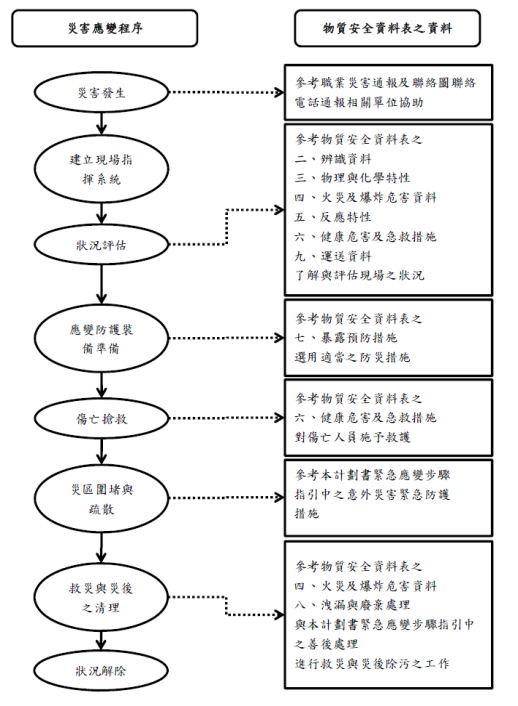 災害應變程序
物質安全資料表之資料
災害發生
參考職業災害通報及聯絡圖聯絡
電話通報相關單位協助
建立現場指
揮系統
狀況評估
參考物質安全資料表之
二、辨識資料
三、物理與化學特性
四、火災及爆炸危害資料
五、反應特性
六、健康危害及急救措施
九、運送資料
了解與評估現場之狀況
應變防護裝
備準備
參考物質安全資料表之
七、暴露預防措施
選用適當之防災措施
傷亡搶救
參考物質安全資料表之
六、健康危害及急救措施
對傷亡人員施予救護
災區圍堵與
疏散
參考本計劃書緊急應變步驟
指引中之意外災害緊急防護
措施
救災與災後
之清理
參考物質安全資料表之
四、火災及爆炸危害資料
八、洩漏與廢棄處理
與本計劃書緊急應變步驟指引中
之善後處理
進行救災與災後除污之工作
狀況解除